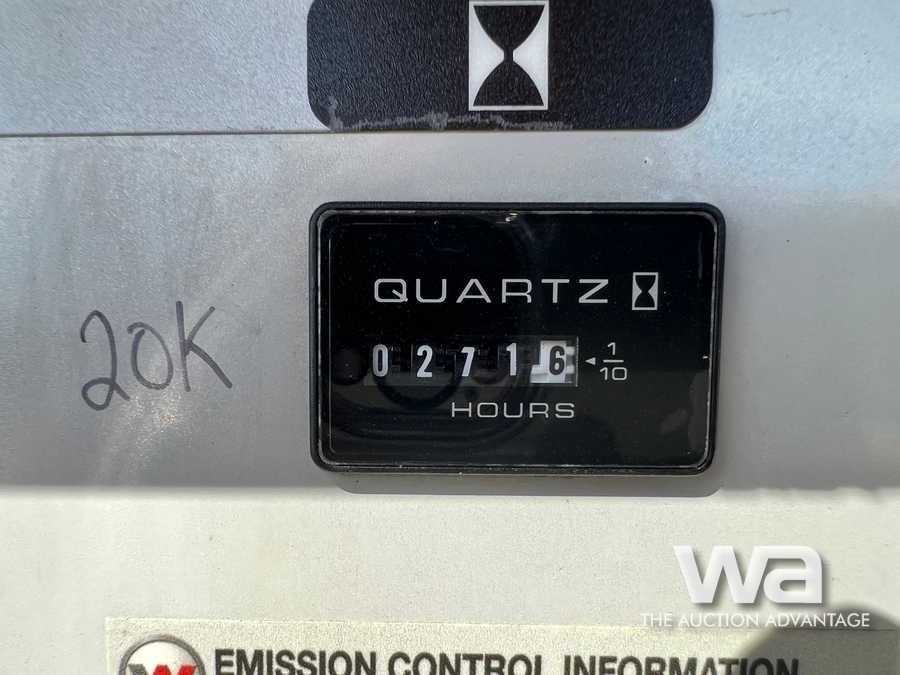 QUARTZ
20K
0 2 7 1 6
1/10
HOURS
wa
THE AUCTION ADVANTAGE
EMISSION CONTROL INFORMATION